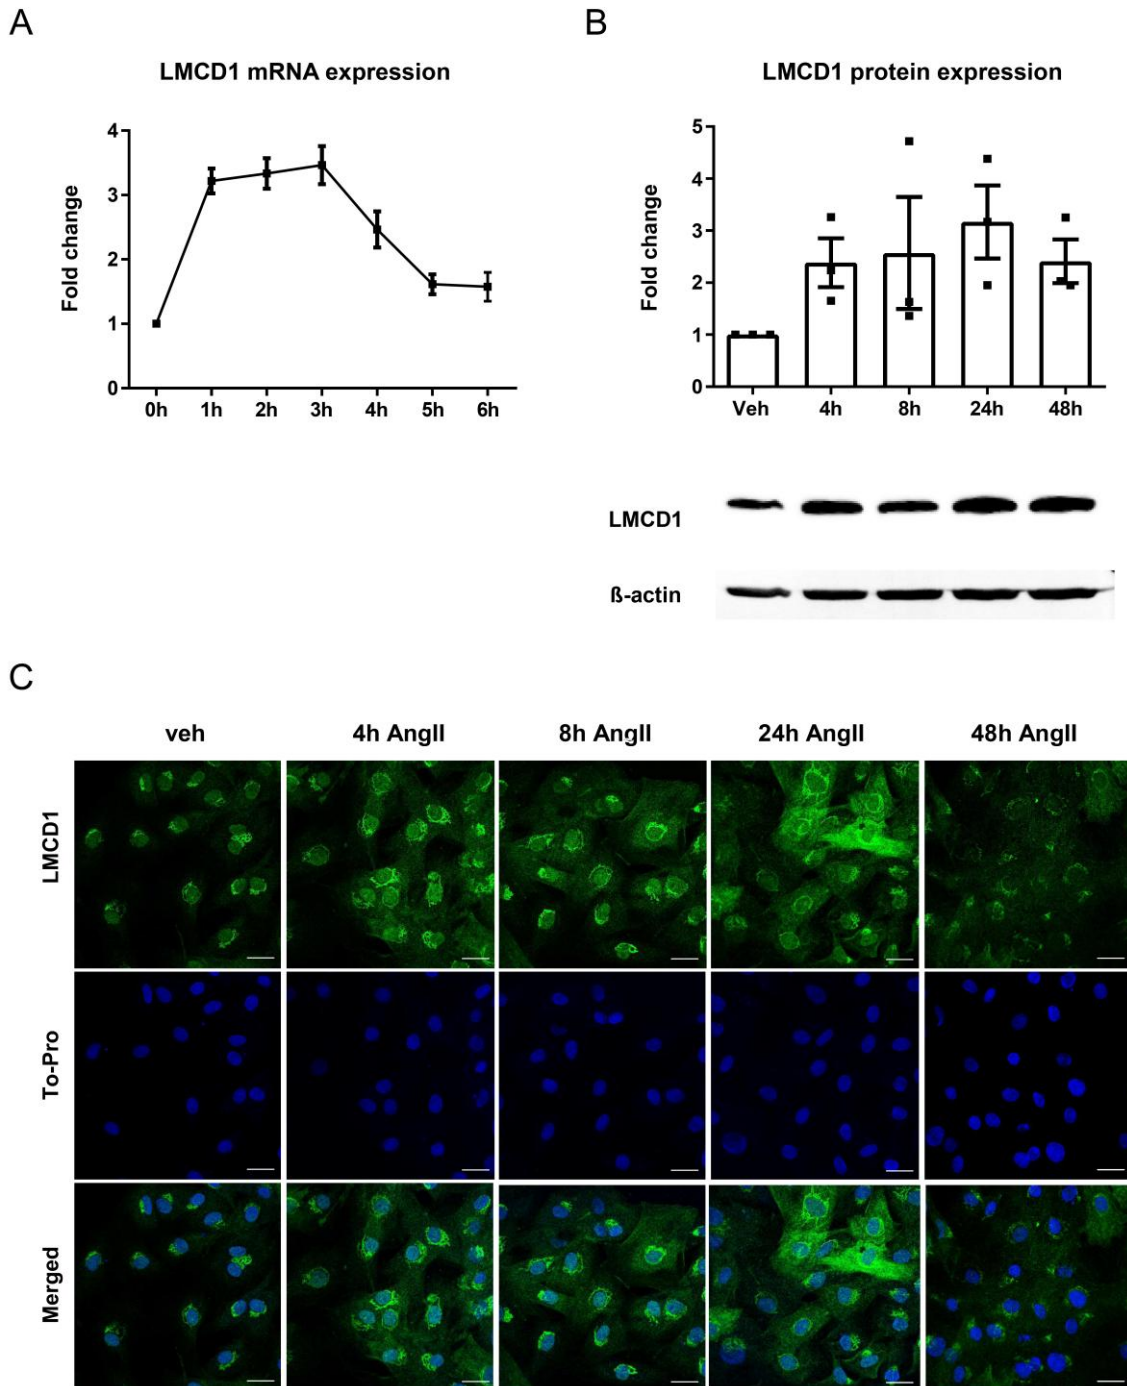 A
LMCD1 mRNA expression
Fold change
4
3
2
1
0
0h 1h 2h 3h 4h 5h 6h
B
LMCD1 protein expression
Fold change
5
4
3
2
1
0
Veh 4h 8h 24h 48h
LMCD1
ß-actin
C
veh 4h AngII 8h AngII 24h AngII 48h AngII
LMCD1
To-Pro
Merged